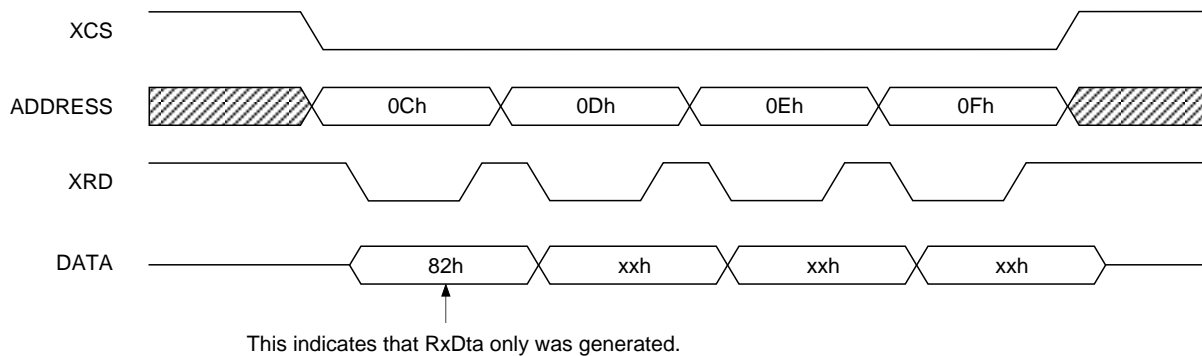 XCS
ADDRESS 0Ch 0Dh 0Eh 0Fh
XRD
DATA 82h xxh xxh xxh
This indicates that RxDta only was generated.